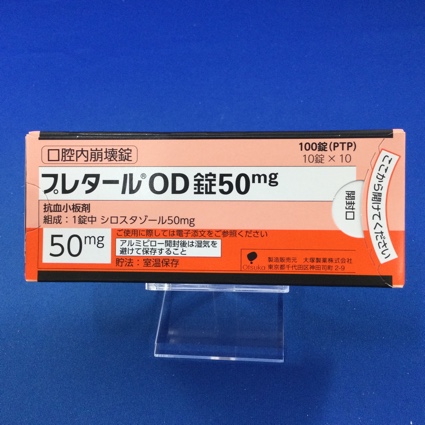 口腔内崩壊錠
100錠(PTP)
10錠×10
プレタール®OD錠50mg
抗血小板剤
組成:1錠中 シロスタゾール50mg
ご使用に際しては電子添文をご参照ください
50mg
アルミピロー開封後は湿気を
避けて保存すること
貯法:室温保存
開封口
ここから開けてください
Otsuka
製造販売元 大塚製薬株式会社
東京都千代田区神田司町2-9